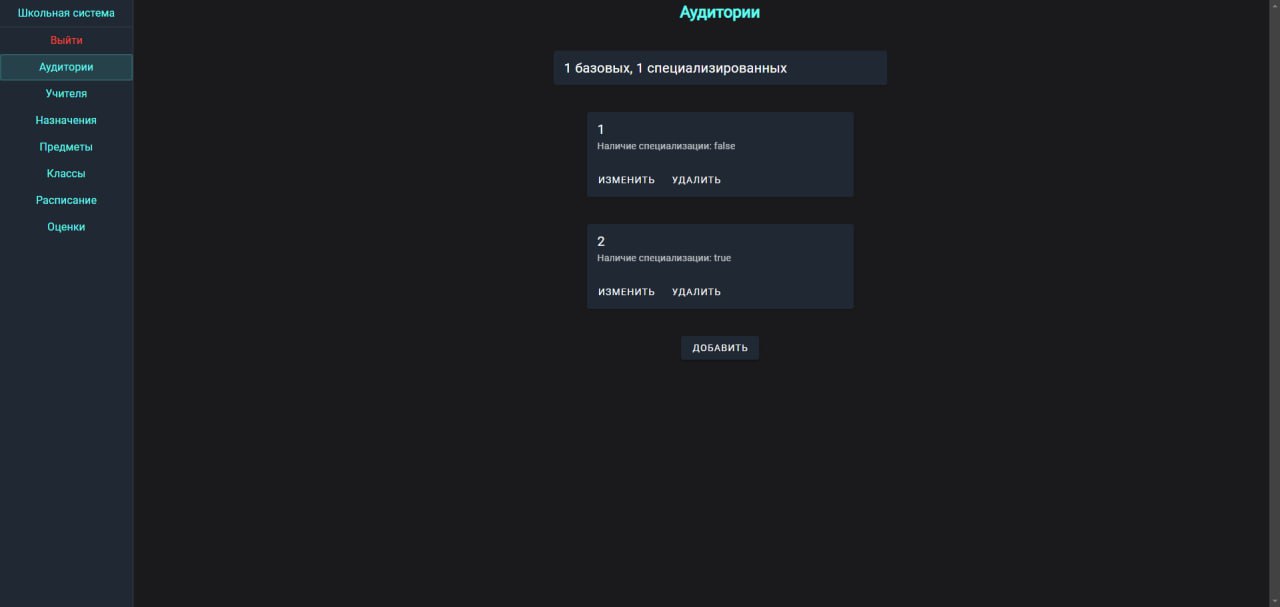 Школьная система
Выйти
Аудитории
Учителя
Назначения
Предметы
Классы
Расписание
Оценки
Аудитории
1 базовых, 1 специализированных
1
Наличие специализации: false
ИЗМЕНИТЬ УДАЛИТЬ
2
Наличие специализации: true
ИЗМЕНИТЬ УДАЛИТЬ
ДОБАВИТЬ